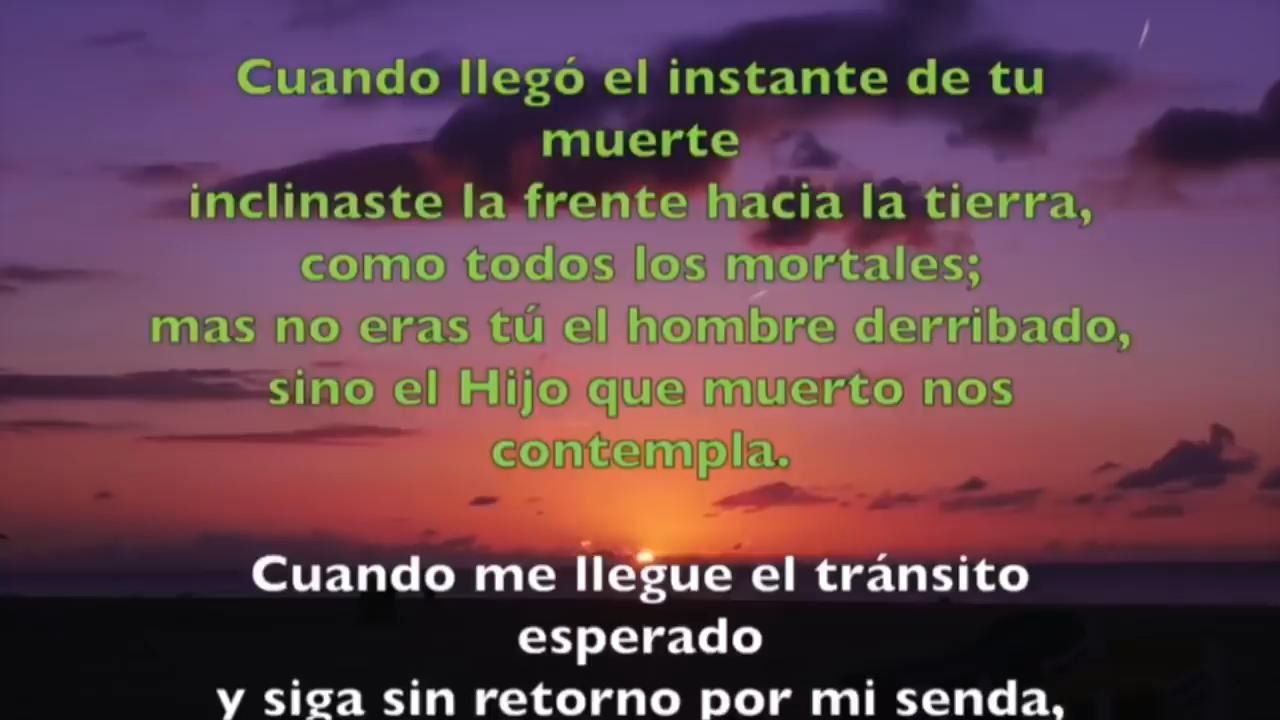 Cuando llegó el instante de tu
muerte
inclinaste la frente hacia la tierra,
como todos los mortales;
mas no eras tú el hombre derribado,
sino el Hijo que muerto nos
contempla.
Cuando me llegue el tránsito
esperado
y siga sin retorno por mi senda,